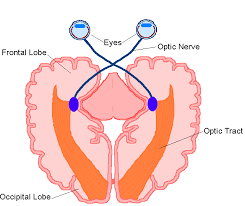 Eyes
Optic Nerve
Frontal Lobe
Optic Tract
Occipital Lobe